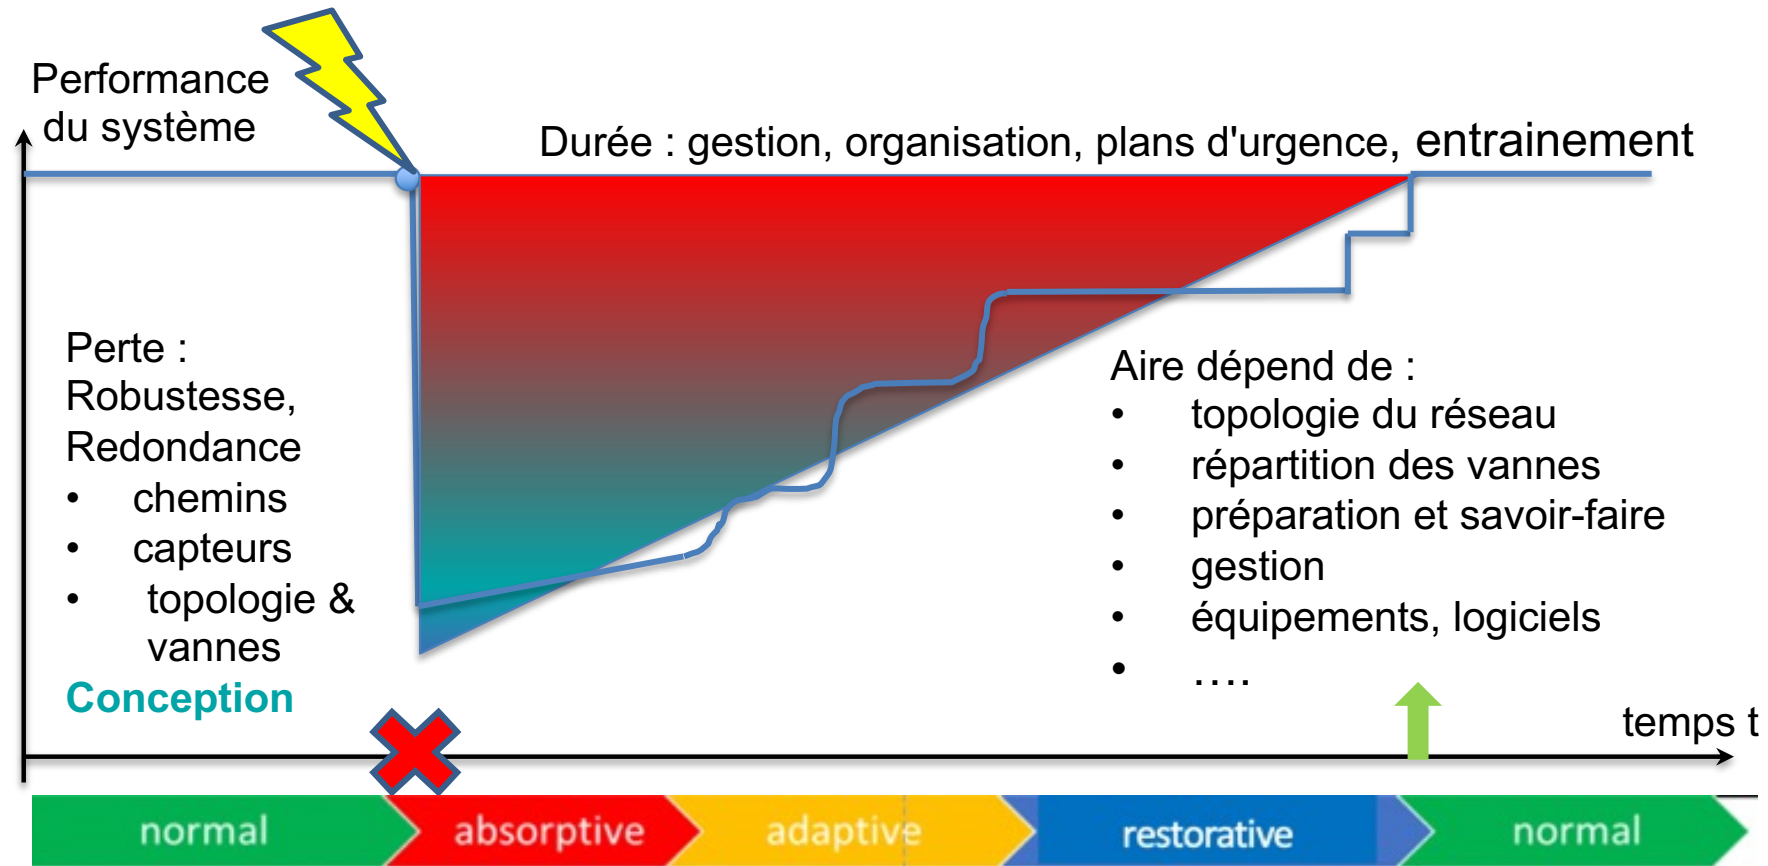 Performance
du système
Durée : gestion, organisation, plans d'urgence, entrainement
Perte :
Robustesse,
Redondance
• chemins
• capteurs
• topologie &
vannes
Conception
Aire dépend de :
• topologie du réseau
• répartition des vannes
• préparation et savoir-faire
• gestion
• équipements, logiciels
• ....
temps t
normal
absorptive
adaptive
restorative
normal